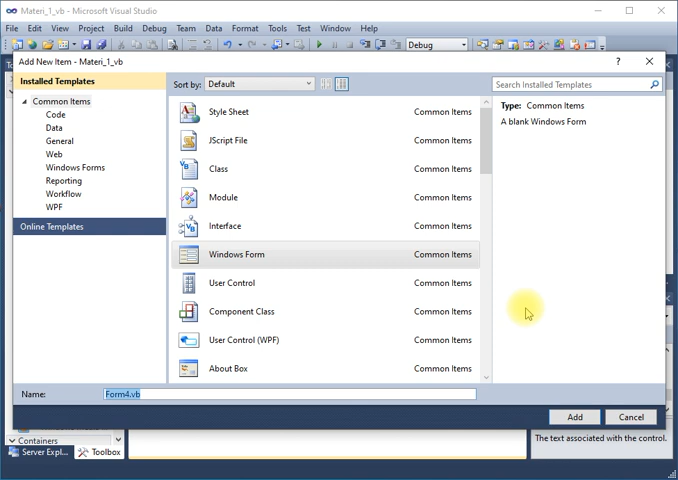 Materi_1_vb - Microsoft Visual Studio
File Edit View Project Build Debug Team Data Format Tools Test Window Help
Debug
Add New Item - Materi_1_vb
Installed Templates
Common Items
Code
Data
General
Web
Windows Forms
Reporting
Workflow
WPF
Online Templates
Sort by: Default
Style Sheet Common Items
JScript File Common Items
Class Common Items
Module Common Items
Interface Common Items
Windows Form Common Items
User Control Common Items
Component Class Common Items
User Control (WPF) Common Items
About Box Common Items
Search Installed Templates
Type: Common Items
A blank Windows Form
Name: Form4.vb
Add Cancel
Containers
Server Expl... Toolbox
The text associated with the control.